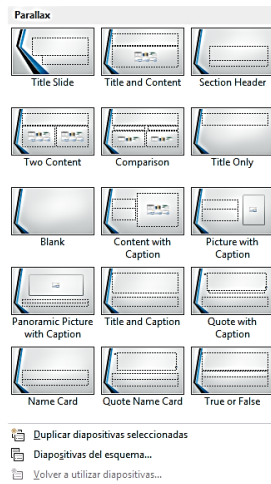 Parallax
Title Slide
Title and Content
Section Header
Two Content
Comparison
Title Only
Blank
Content with
Caption
Picture with
Caption
Panoramic Picture
with Caption
Title and Caption
Quote with
Caption
Name Card
Quote Name Card
True or False
Duplicar diapositivas seleccionadas
Diapositivas del esquema...
Volver a utilizar diapositivas...